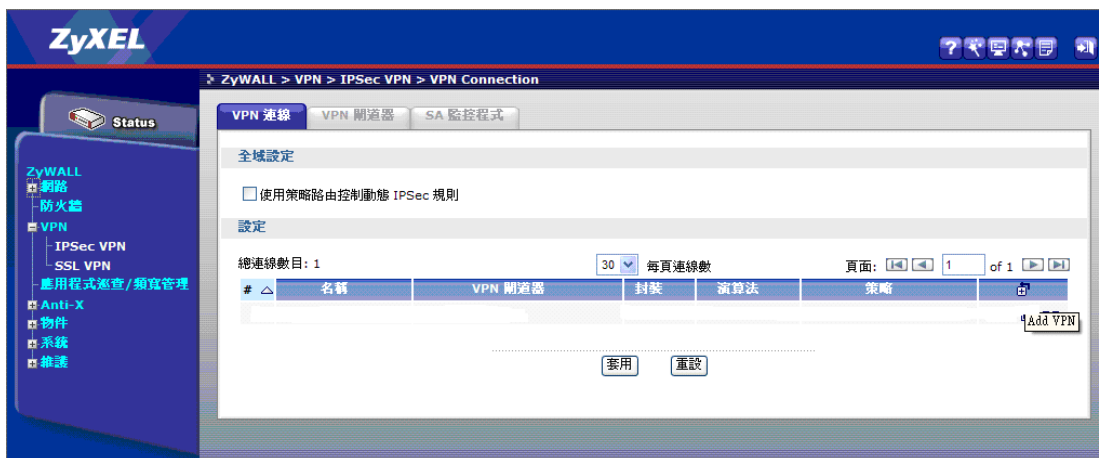 ZyXEL
ZyWALL > VPN > IPSec VPN > VPN Connection
Status
VPN 連線
VPN 閘道器
SA 監控程式
ZyWALL
網路
防火牆
VPN
IPSec VPN
SSL VPN
應用程式巡查/頻寬管理
Anti-X
物件
系統
維護
全域設定
使用策略路由控制動態 IPSec 規則
設定
總連線數目: 1
30 每頁連線數
頁面: 1 of 1
# 名稱 VPN 閘道器 封裝 演算法 策略
Add VPN
套用 重設